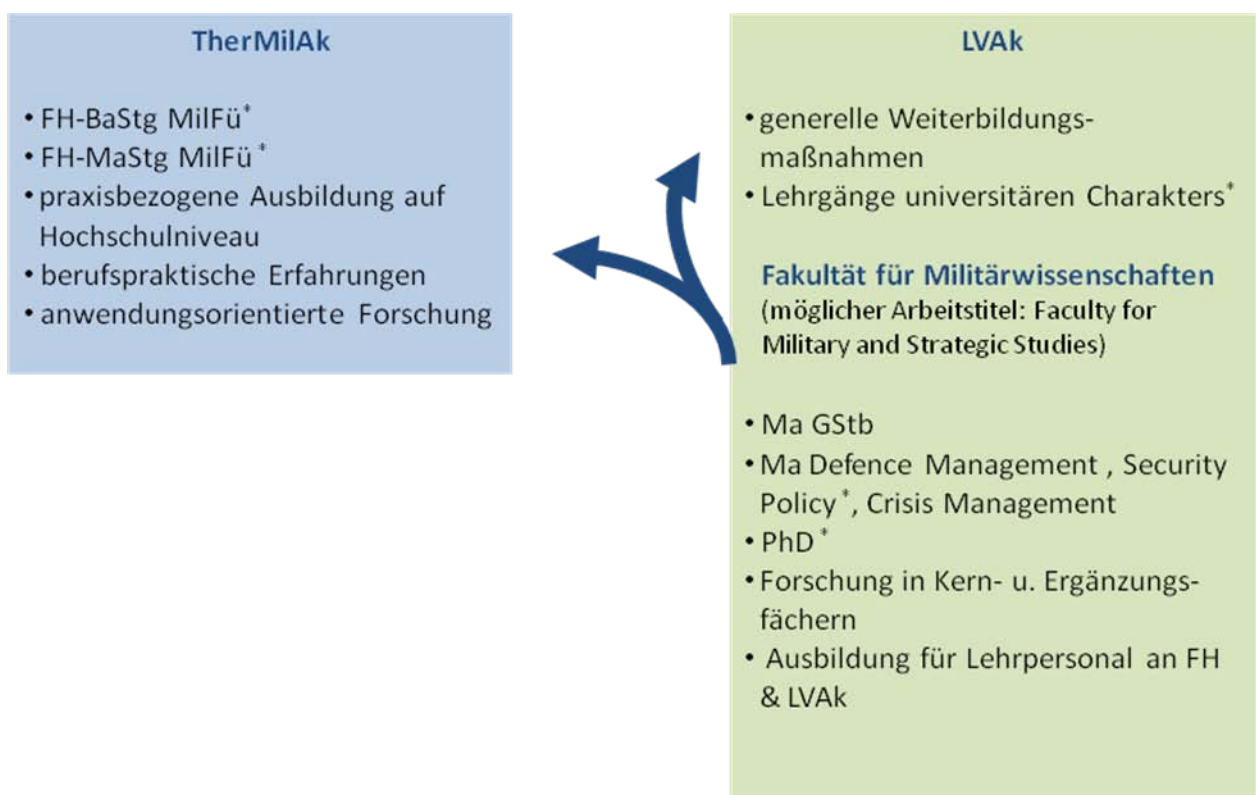 TherMilAk
• FH-BaStg MilFü*
• FH-MaStg MilFü*
• praxisbezogene Ausbildung auf
Hochschulniveau
• berufspraktische Erfahrungen
• anwendungsorientierte Forschung
LVAk
• generelle Weiterbildungs-
maßnahmen
• Lehrgänge universitären Charakters*
Fakultät für Militärwissenschaften
(möglicher Arbeitstitel: Faculty for
Military and Strategic Studies)
• Ma GStb
• Ma Defence Management , Security
Policy*, Crisis Management
• PhD*
• Forschung in Kern- u. Ergänzungs-
fächern
• Ausbildung für Lehrpersonal an FH
& LVAk